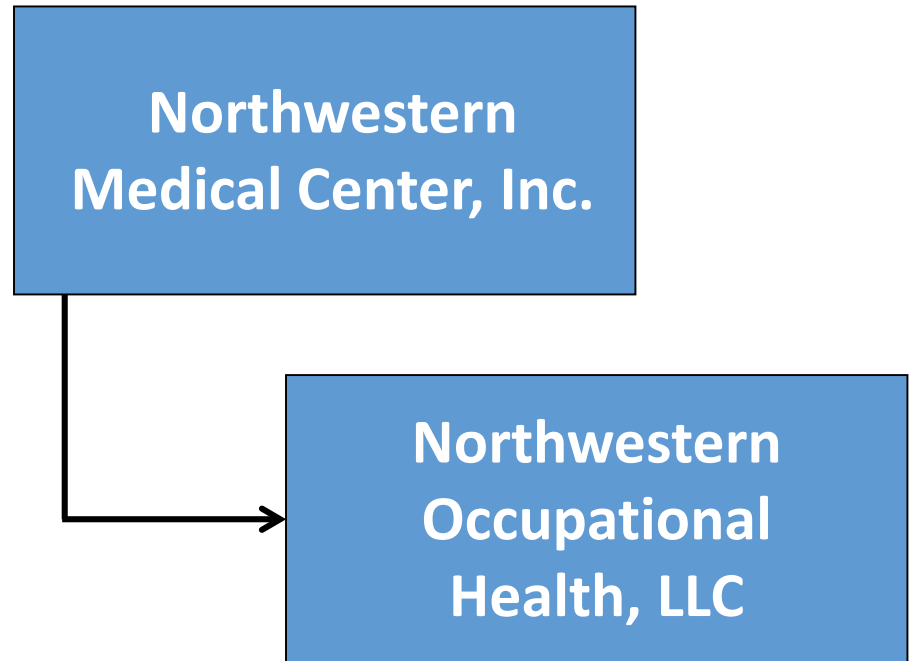 Northwestern
Medical Center, Inc.
Northwestern
Occupational
Health, LLC